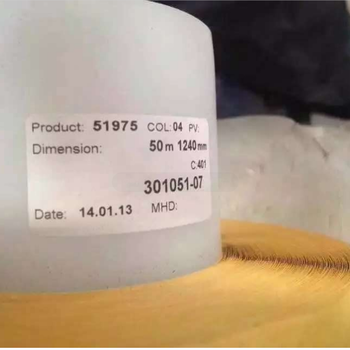 Product: 51975 COL: 04 PV:
Dimension: 50 m 1240 mm
C: 401
301051-07
Date: 14.01.13 MHD: